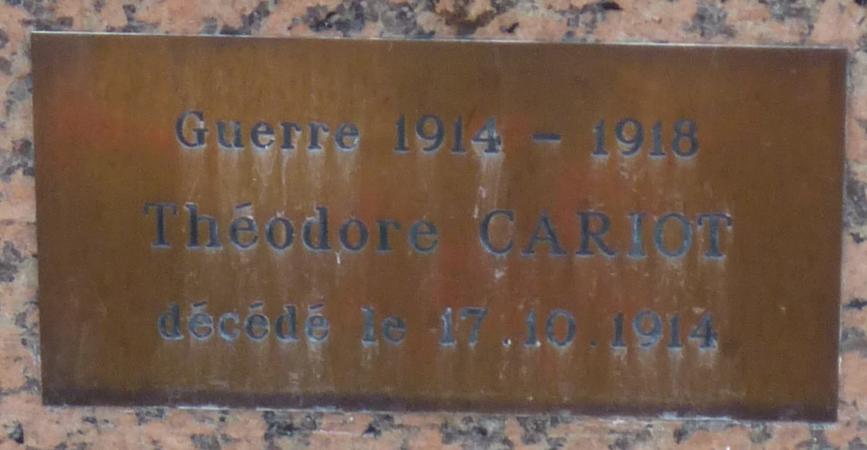 Guerre 1914 - 1918
Théodore CARIOT
décédé le 17.10.1914